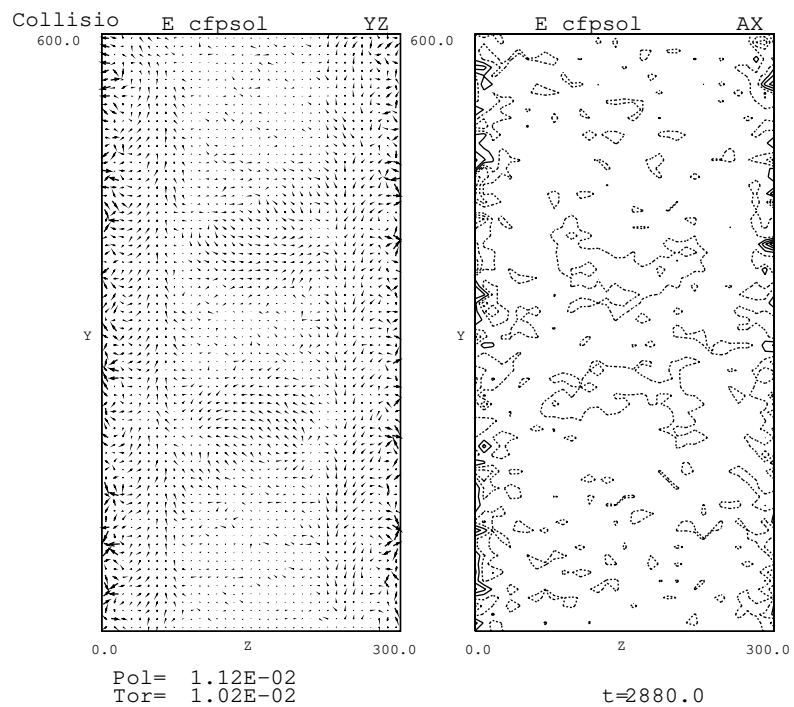 Collisio
E cfpsol YZ
600.0
Y
0.0 Z 300.0
Pol= 1.12E-02
Tor= 1.02E-02
E cfpsol AX
600.0
Y
0.0 Z 300.0
t=2880.0